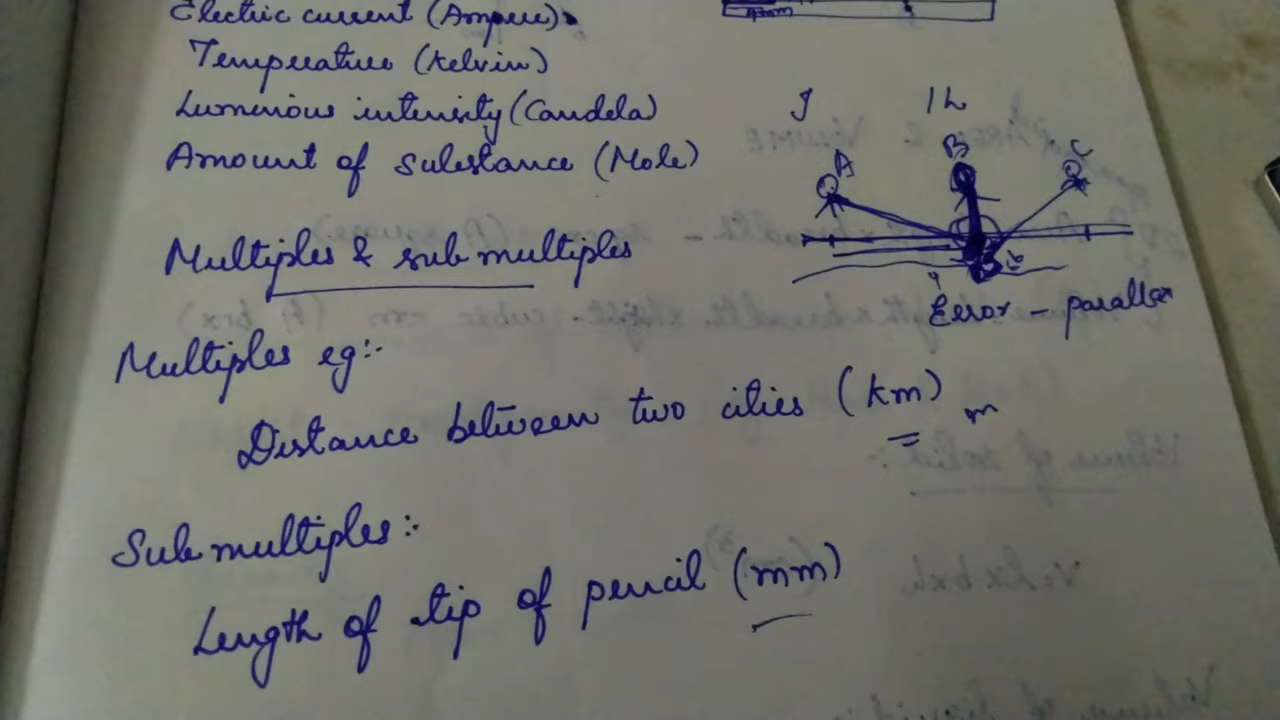 Electric current (Ampere)
4mm
Temperature (Kelvin)
Luminous intensity (Candela)
Amount of substance (Mole)
A
B
C
Error - parallax
Multiples & sub multiples
Multiples eg:-
Distance between two cities (km)
m
Sub multiples:-
Length of tip of pencil (mm)